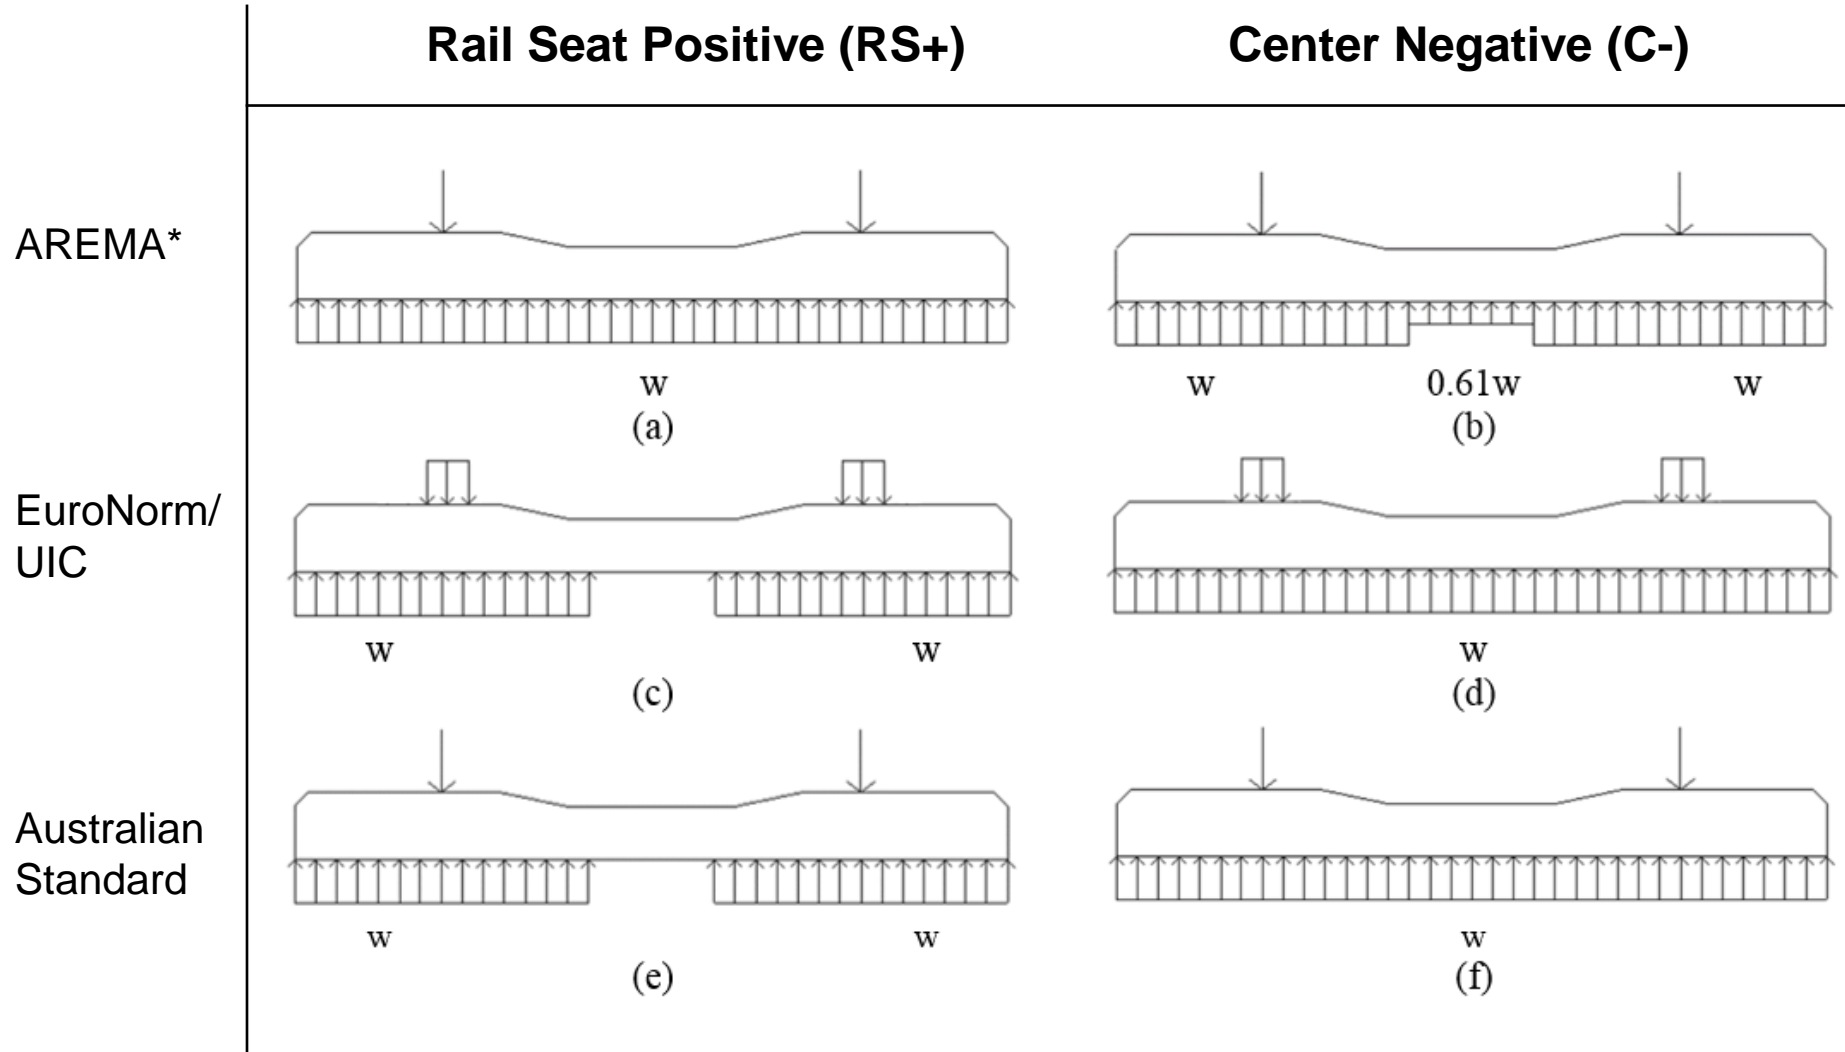 Rail Seat Positive (RS+)
Center Negative (C-)
AREMA*
w
(a)
w 0.61w w
(b)
EuroNorm/
UIC
w w
(c)
w
(d)
Australian
Standard
w w
(e)
w
(f)